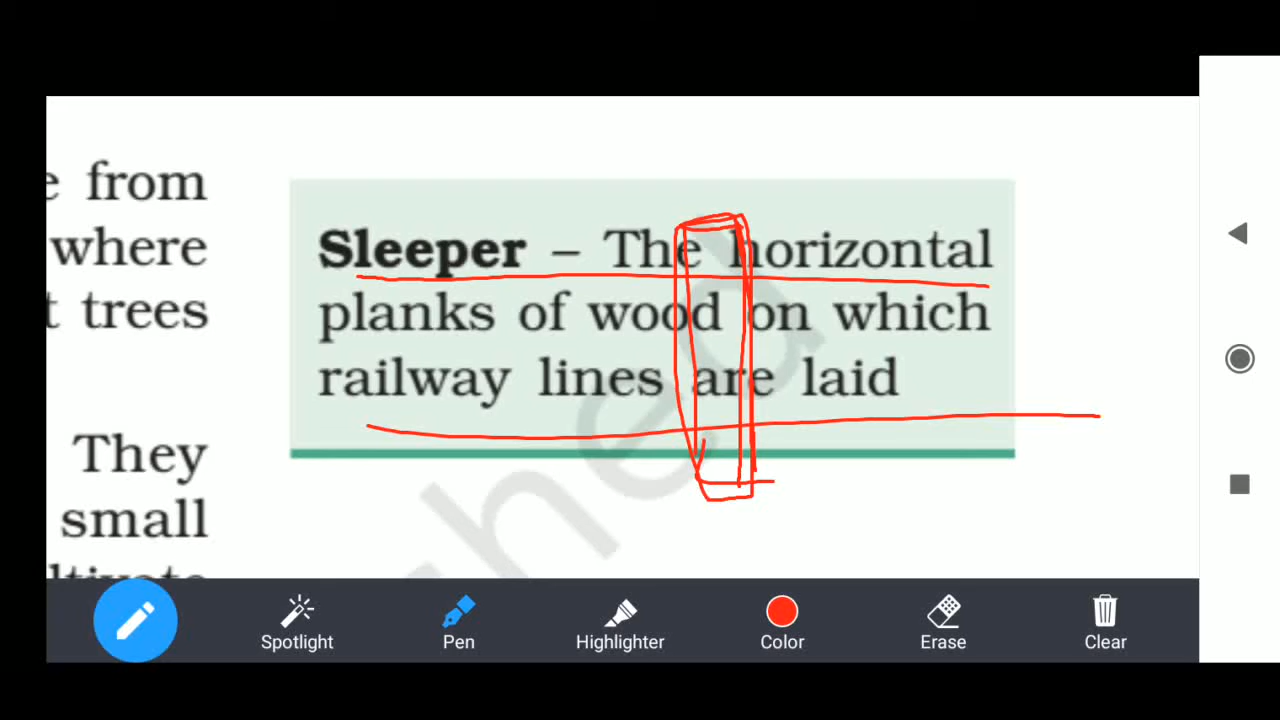 from
where
trees
They
small
Sleeper – The horizontal
planks of wood on which
railway lines are laid
Spotlight
Pen
Highlighter
Color
Erase
Clear